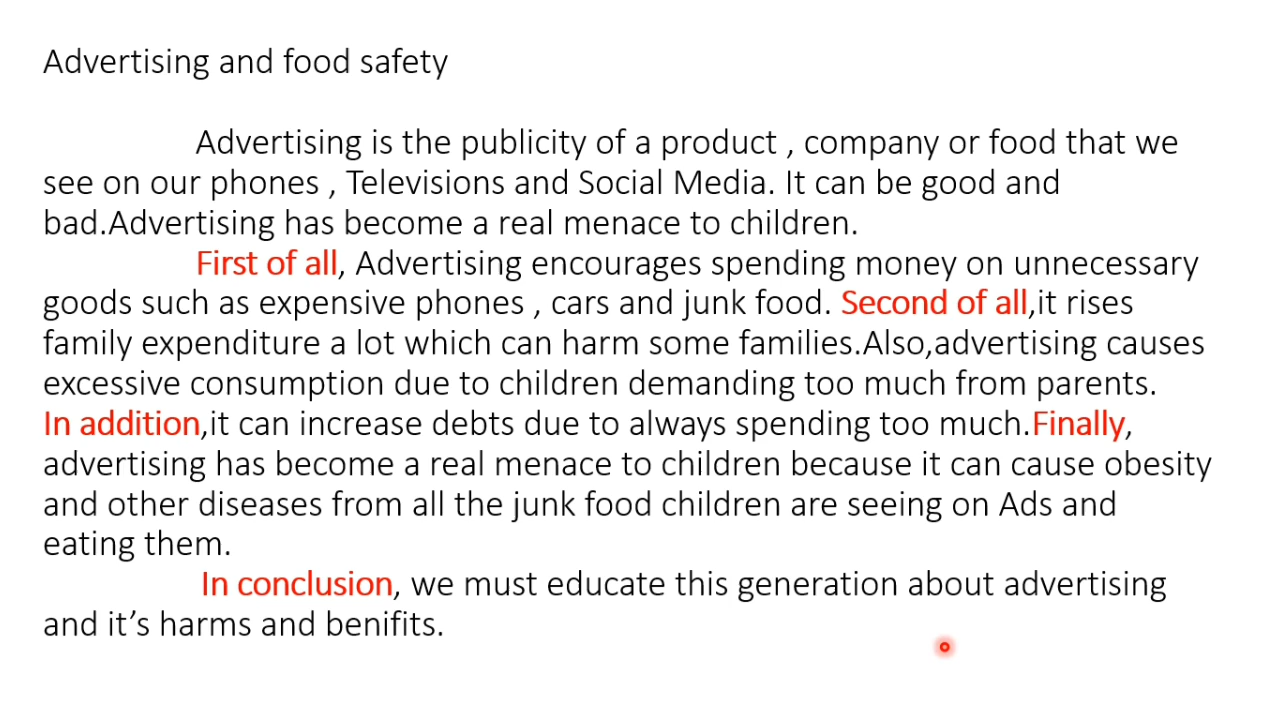 Advertising and food safety
Advertising is the publicity of a product , company or food that we
see on our phones , Televisions and Social Media. It can be good and
bad.Advertising has become a real menace to children.
First of all, Advertising encourages spending money on unnecessary
goods such as expensive phones , cars and junk food. Second of all,it rises
family expenditure a lot which can harm some families.Also,advertising causes
excessive consumption due to children demanding too much from parents.
In addition,it can increase debts due to always spending too much.Finally,
advertising has become a real menace to children because it can cause obesity
and other diseases from all the junk food children are seeing on Ads and
eating them.
In conclusion, we must educate this generation about advertising
and it’s harms and benifits.